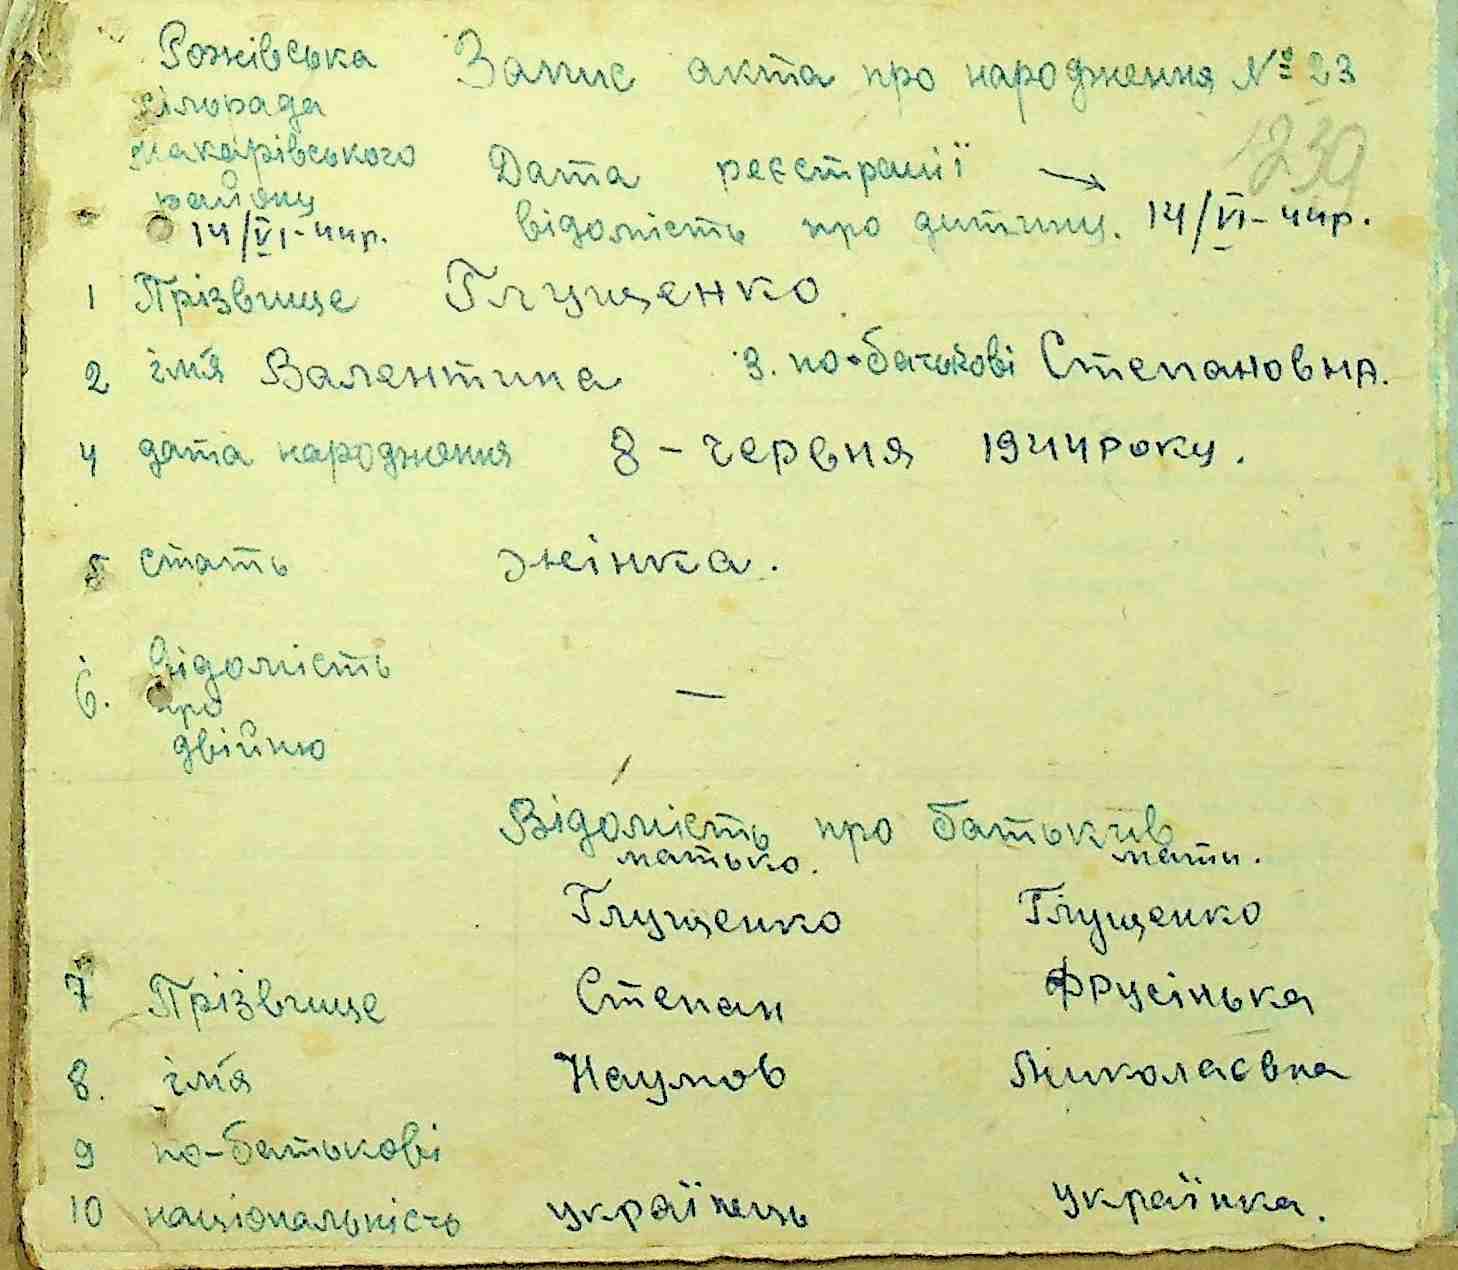 Рожівська Запис акта про народження № 23
сільрада
Макарівського
району
239
Дата реєстрації →
14/VI-44р. відомість про дитину. 14/VI-44р.
1 Прізвище Глущенко
2 ім'я Валентина 3. по-батькові Степановна.
4 дата народження 8 - червня 1944 року.
5 стать жінка.
6. відомість
про
двійню —
Відомість про батьків
матько. мати.
Глущенко Глущенко
7 Прізвище Степан Фрусінька
8. ім'я Наумов Миколаєвна
9 по-батькові
10 національність українець українка.